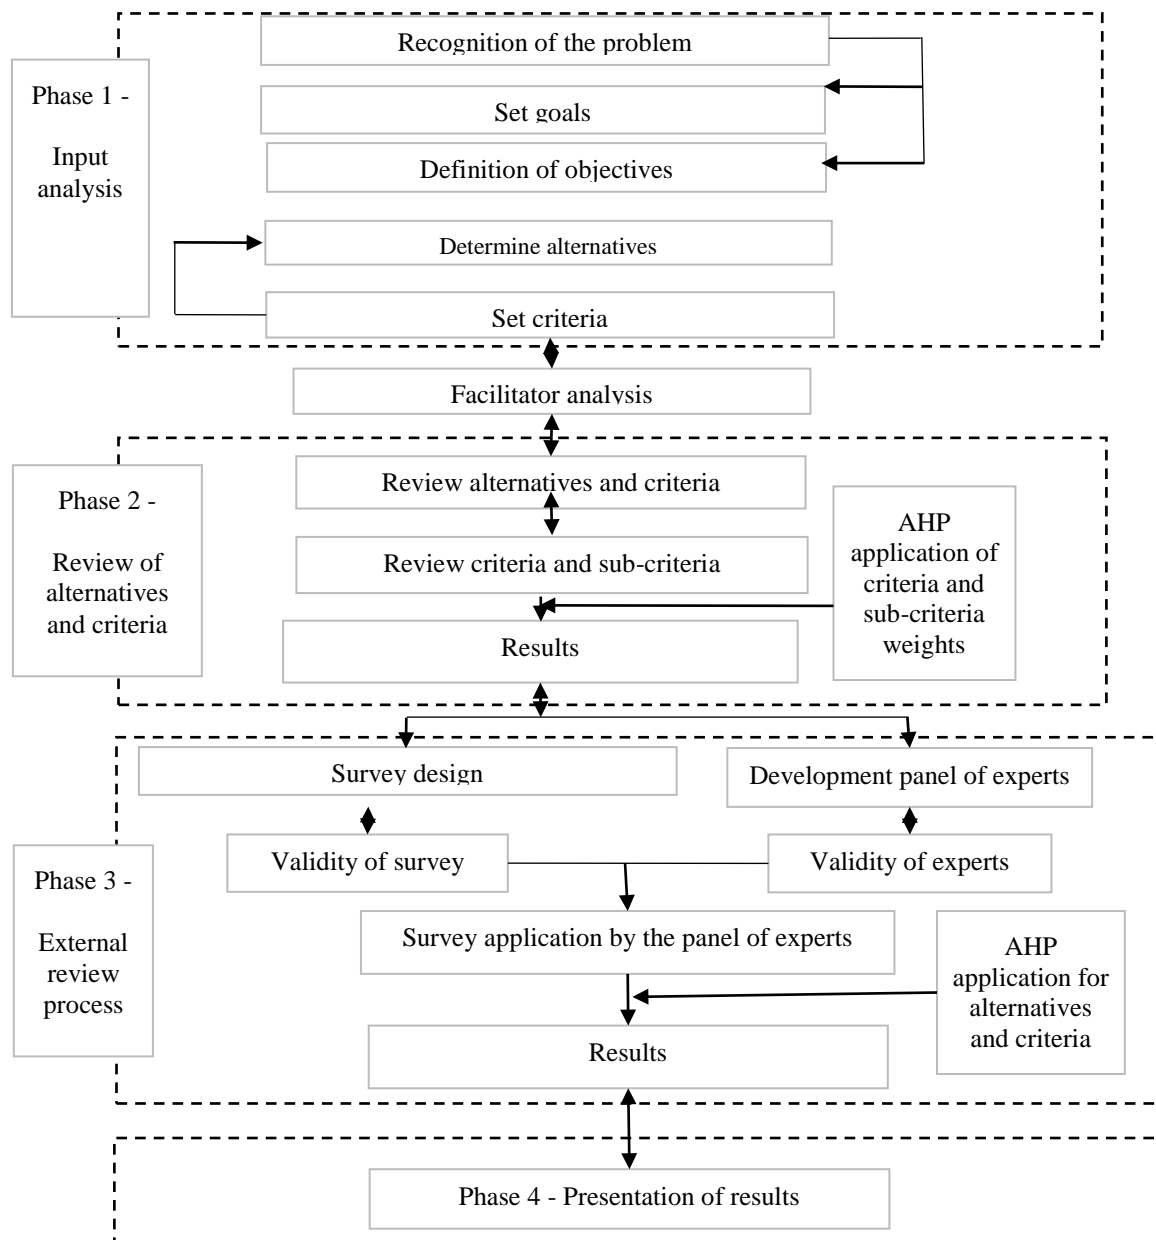 Recognition of the problem
Phase 1 -
Input
analysis
Set goals
Definition of objectives
Determine alternatives
Set criteria
Facilitator analysis
Phase 2 -
Review of
alternatives
and criteria
Review alternatives and criteria
Review criteria and sub-criteria
AHP
application of
criteria and
sub-criteria
weights
Results
Survey design
Development panel of experts
Phase 3 -
External
review
process
Validity of survey
Validity of experts
Survey application by the panel of experts
AHP
application for
alternatives
and criteria
Results
Phase 4 - Presentation of results